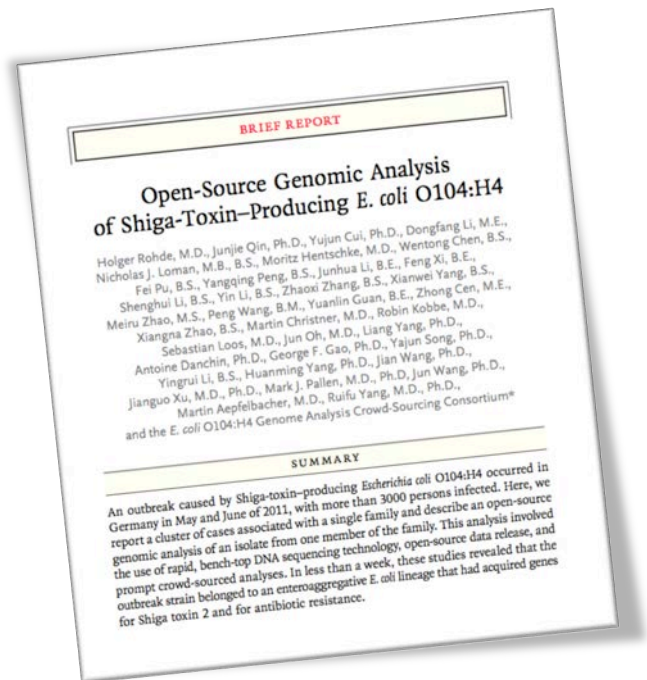 BRIEF REPORT
Open-Source Genomic Analysis
of Shiga-Toxin–Producing E. coli O104:H4
Holger Rohde, M.D., Junjie Qin, Ph.D., Yujun Cui, Ph.D., Dongfang Li, M.E.,
Nicholas J. Loman, M.B., B.S., Moritz Hentschke, M.D., Wentong Chen, B.S.,
Fei Pu, B.S., Yangqing Peng, B.S., Junhua Li, B.E., Feng Xi, B.E.,
Shenghui Li, B.S., Yin Li, B.S., Zhaoxi Zhang, B.S., Xianwei Yang, B.S.,
Meiru Zhao, M.S., Peng Wang, B.M., Yuanlin Guan, B.E., Zhong Cen, M.E.,
Xiangna Zhao, B.S., Martin Christner, M.D., Robin Kobbe, M.D.,
Sebastian Loos, M.D., Jun Oh, M.D., Liang Yang, Ph.D.,
Antoine Danchin, Ph.D., George F. Gao, Ph.D., Yajun Song, Ph.D.,
Yingrui Li, B.S., Huanming Yang, Ph.D., Jian Wang, Ph.D.,
Jianguo Xu, M.D., Ph.D., Mark J. Pallen, M.D., Ph.D, Jun Wang, Ph.D.,
Martin Aepfelbacher, M.D., Ruifu Yang, M.D., Ph.D.,
and the E. coli O104:H4 Genome Analysis Crowd-Sourcing Consortium*
SUMMARY
An outbreak caused by Shiga-toxin–producing Escherichia coli O104:H4 occurred in
Germany in May and June of 2011, with more than 3000 persons infected. Here, we
report a cluster of cases associated with a single family and describe an open-source
genomic analysis of an isolate from one member of the family. This analysis involved
the use of rapid, bench-top DNA sequencing technology, open-source data release, and
prompt crowd-sourced analyses. In less than a week, these studies revealed that the
outbreak strain belonged to an enteroaggregative E. coli lineage that had acquired genes
for Shiga toxin 2 and for antibiotic resistance.